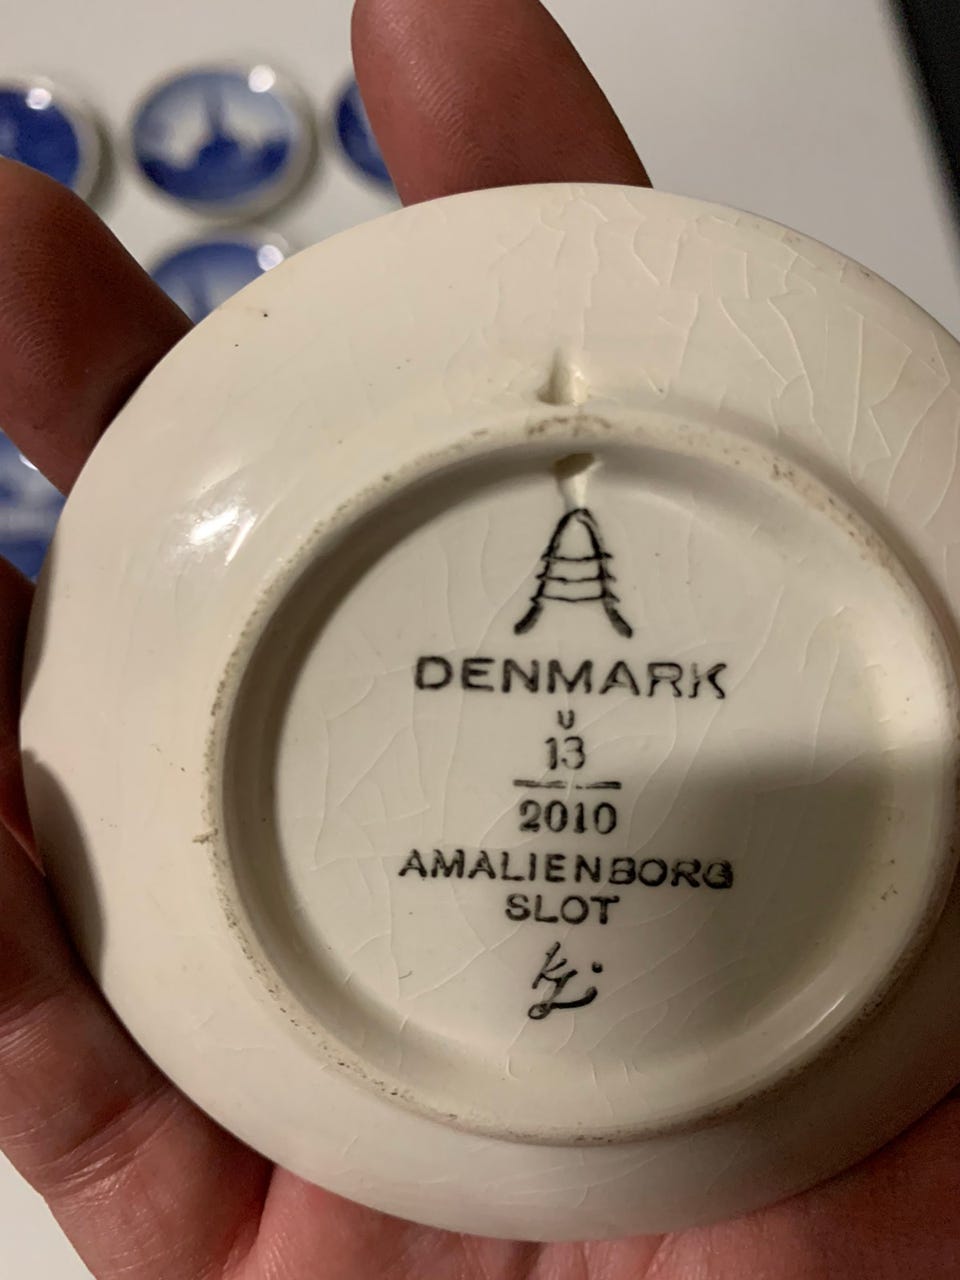 DENMARK
U
13
2010
AMALIENBORG
SLOT